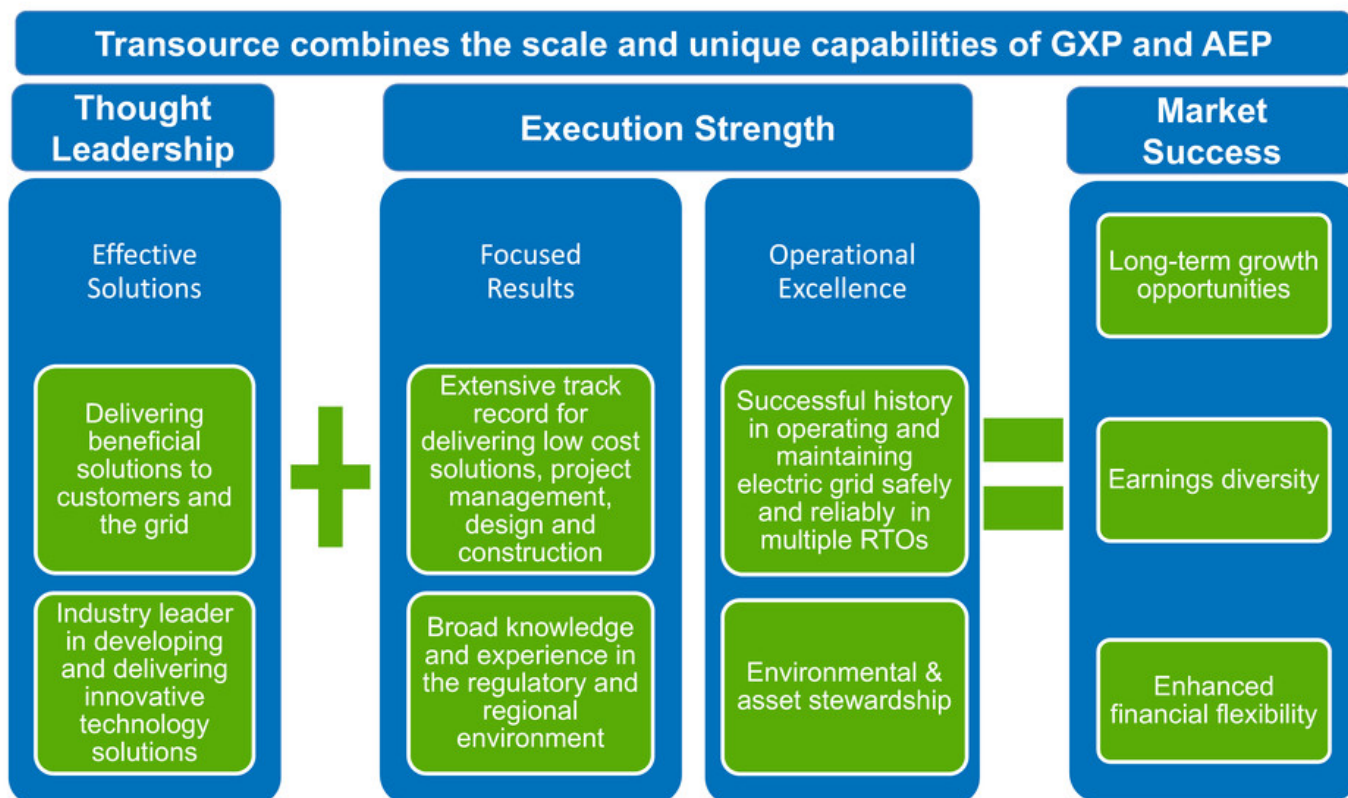 Transource combines the scale and unique capabilities of GXP and AEP
Thought
Leadership
Execution Strength
Market
Success
Effective
Solutions
Delivering
beneficial
solutions to
customers and
the grid
Industry leader
in developing
and delivering
innovative
technology
solutions
Focused
Results
Extensive track
record for
delivering low cost
solutions, project
management,
design and
construction
Broad knowledge
and experience in
the regulatory and
regional
environment
Operational
Excellence
Successful history
in operating and
maintaining
electric grid safely
and reliably in
multiple RTOs
Environmental &
asset stewardship
Long-term growth
opportunities
Earnings diversity
Enhanced
financial flexibility